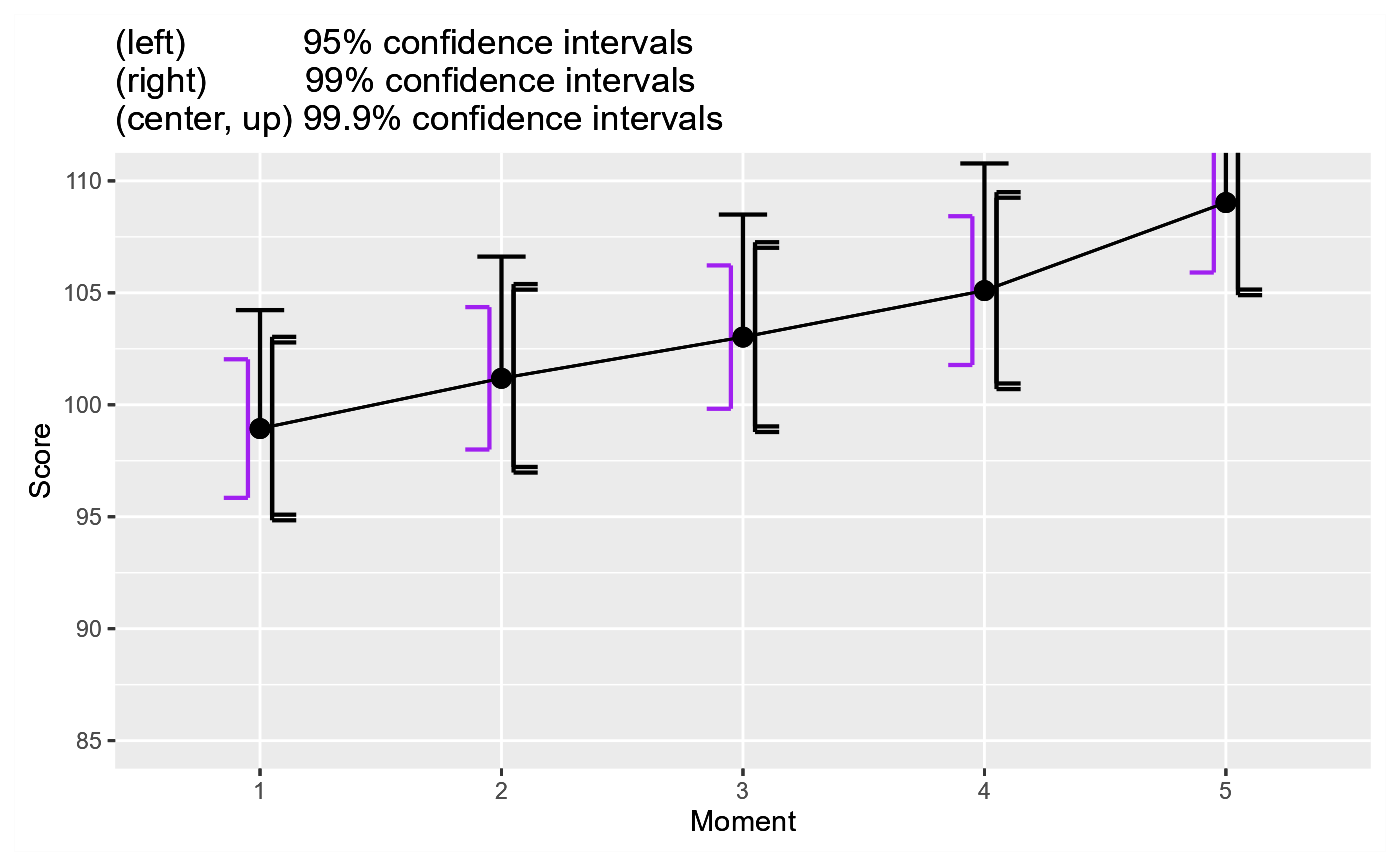 (left) 95% confidence intervals
(right) 99% confidence intervals
(center, up) 99.9% confidence intervals
110
105
100
95
90
85
Score
1 2 3 4 5
Moment